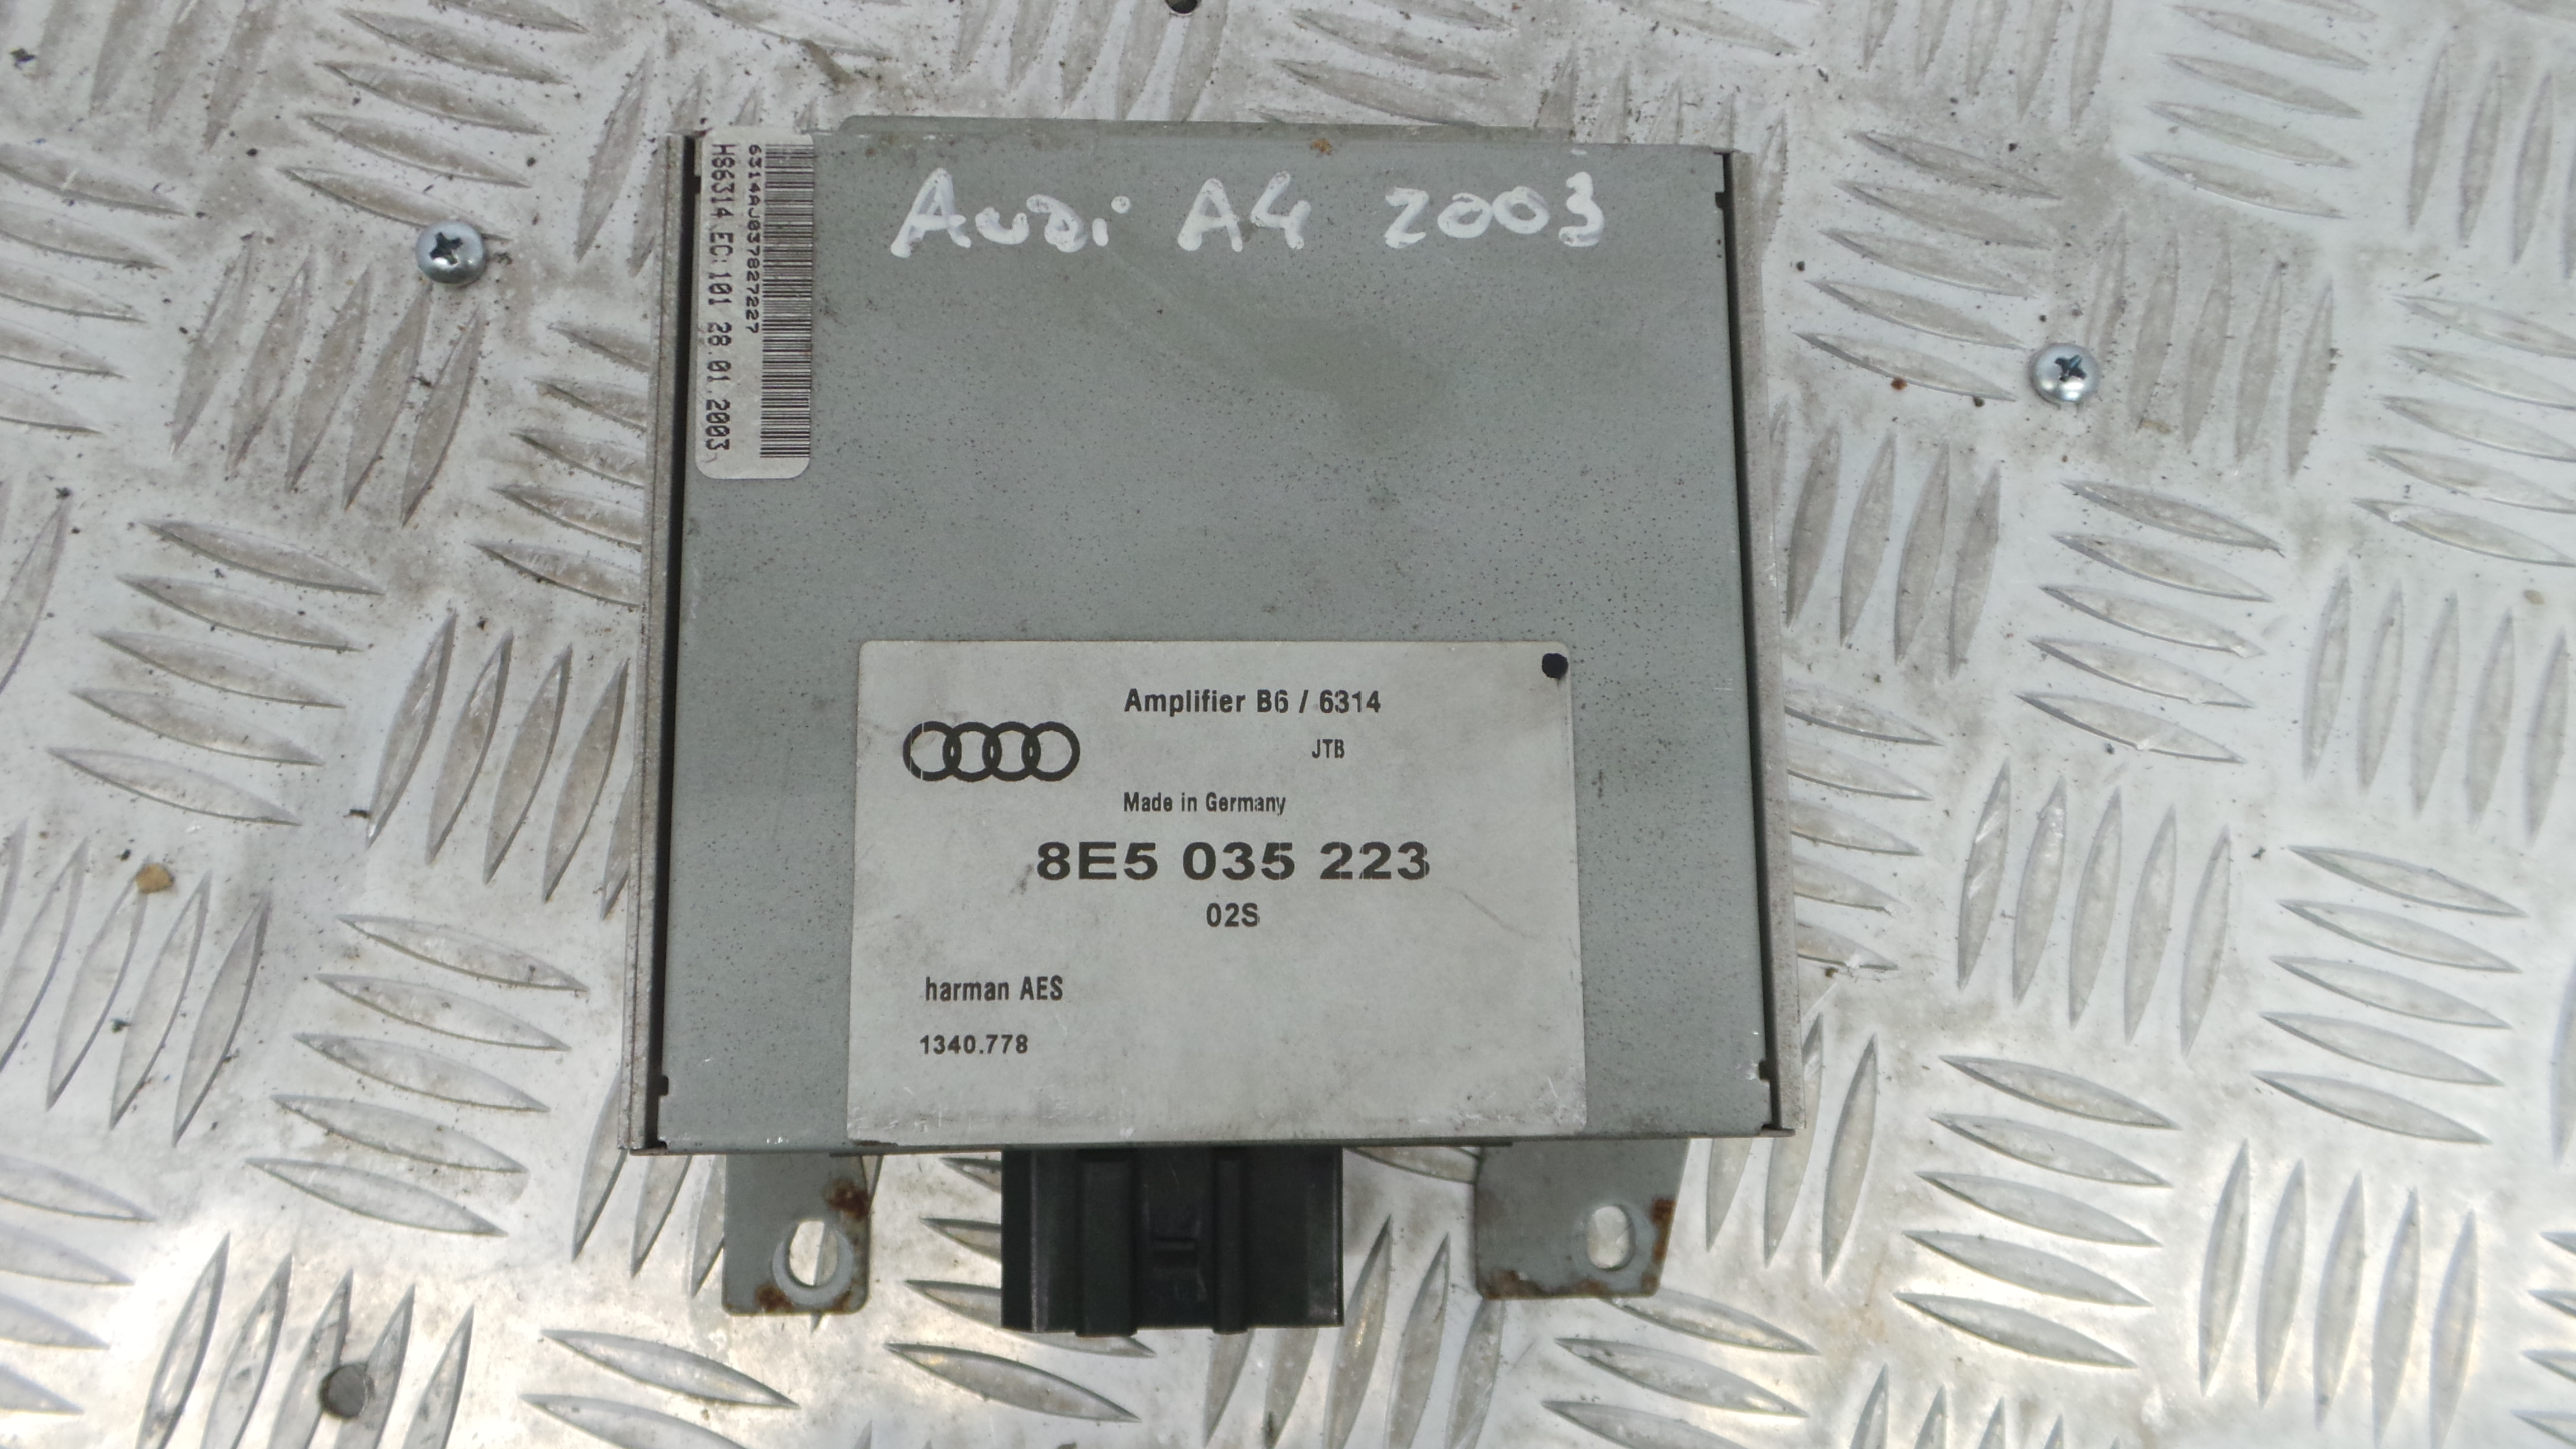 Audi A4 2003
6314AJ037827227
H86314 EC:101 28.01.2003
Amplifier B6 / 6314
JTB
Made in Germany
8E5 035 223
02S
harman AES
1340.778